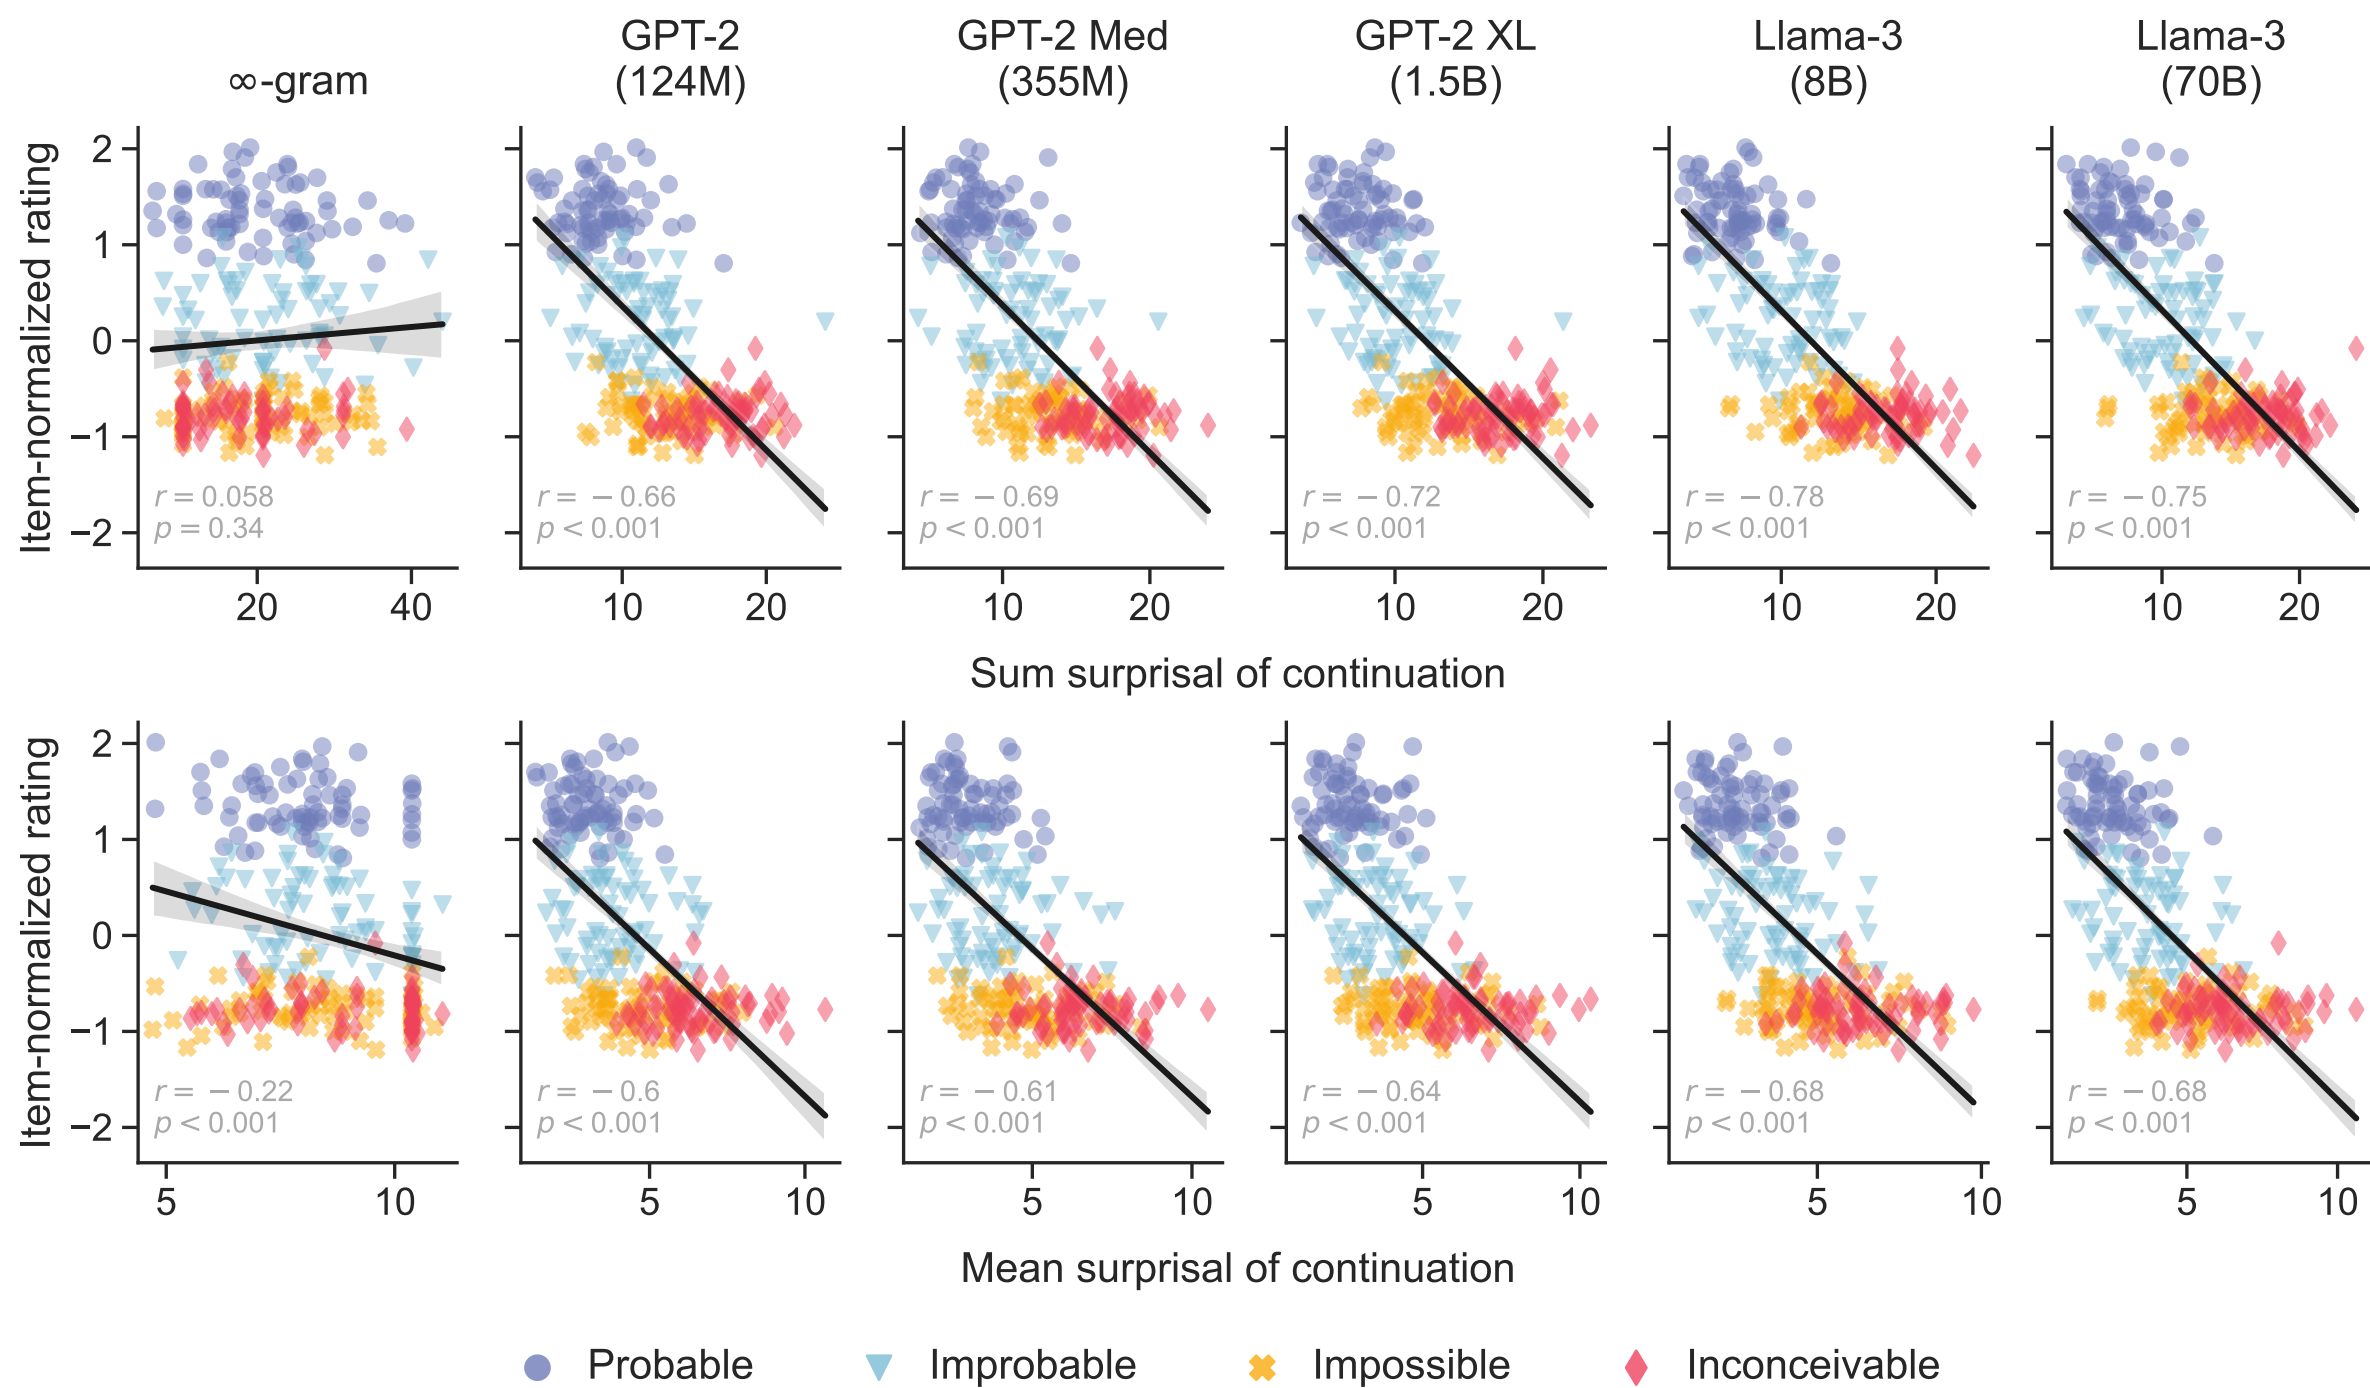 ∞-gram
GPT-2
(124M)
GPT-2 Med
(355M)
GPT-2 XL
(1.5B)
Llama-3
(8B)
Llama-3
(70B)
Item-normalized rating
2
1
0
−1
−2
r = 0.058
p = 0.34
r = −0.66
p < 0.001
r = −0.69
p < 0.001
r = −0.72
p < 0.001
r = −0.78
p < 0.001
r = −0.75
p < 0.001
20 40
10 20
10 20
10 20
10 20
10 20
Sum surprisal of continuation
Item-normalized rating
2
1
0
−1
−2
r = −0.22
p < 0.001
r = −0.6
p < 0.001
r = −0.61
p < 0.001
r = −0.64
p < 0.001
r = −0.68
p < 0.001
r = −0.68
p < 0.001
5 10
5 10
5 10
5 10
5 10
5 10
Mean surprisal of continuation
Probable Improbable Impossible Inconceivable